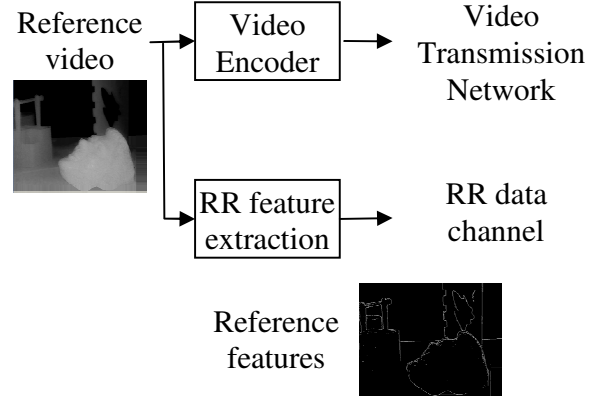 Reference
video
Video
Encoder
Video
Transmission
Network
RR feature
extraction
RR data
channel
Reference
features